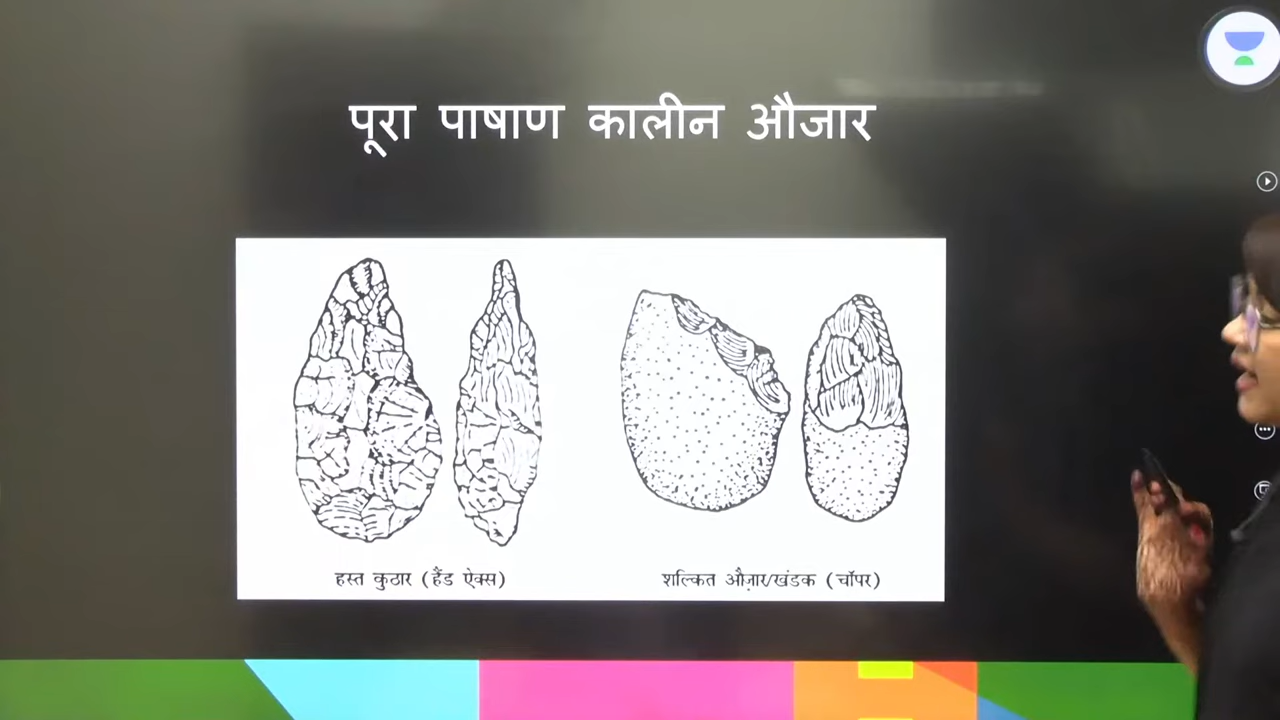 पूरा पाषाण कालीन औजार
हस्त कुठार (हैंड ऐक्स)
शल्कित औज़ार/खंडक (चॉपर)